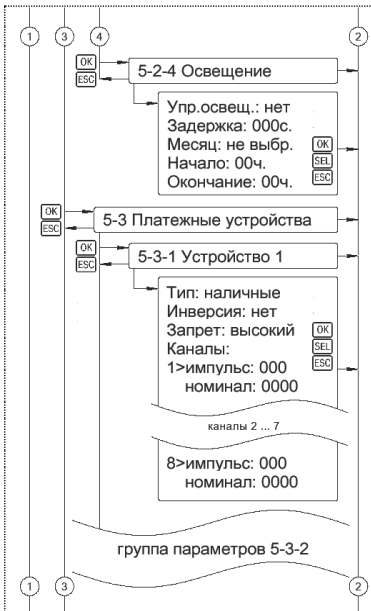 1 3 4 2
OK
ESC
5-2-4 Освещение
Упр.освещ.: нет
Задержка: 000с.
Месяц: не выбр. OK
Начало: 00ч. SEL
Окончание: 00ч. ESC
OK
ESC
5-3 Платежные устройства
OK
ESC
5-3-1 Устройство 1
Тип: наличные
Инверсия: нет
Запрет: высокий OK
Каналы: SEL
1>импульс: 000 ESC
номинал: 0000
каналы 2 ... 7
8>импульс: 000
номинал: 0000
группа параметров 5-3-2
1 3 2